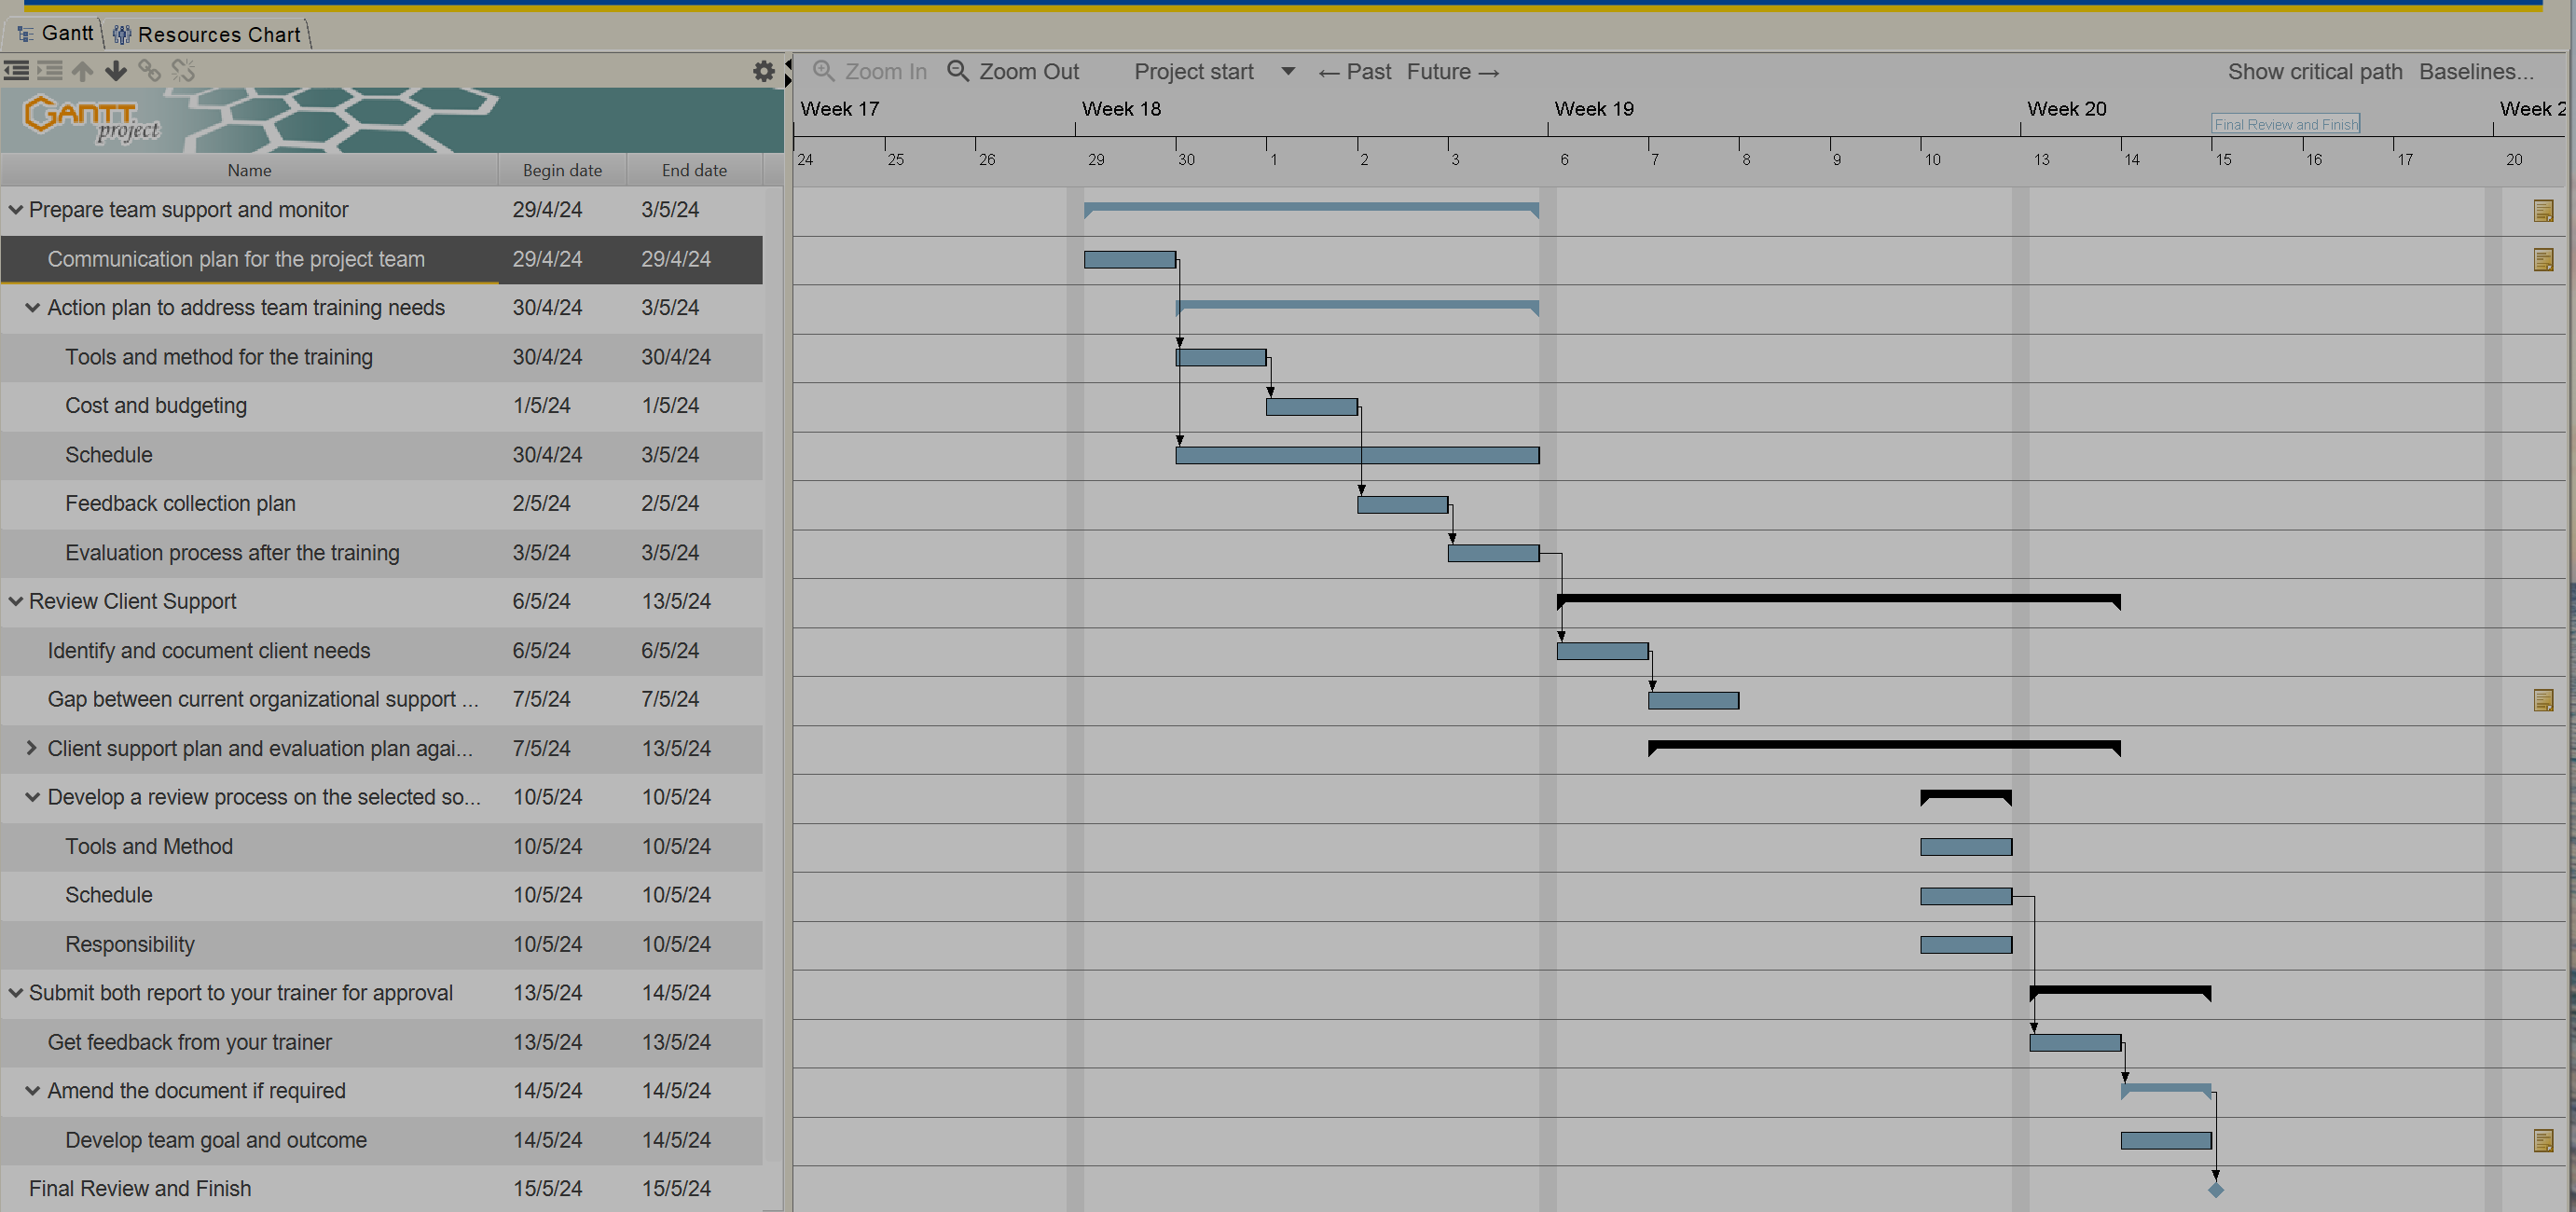 Gantt Resources Chart
Zoom In Zoom Out Project start ← Past Future → Show critical path Baselines...
GANTT project
Week 17 Week 18 Week 19 Week 20 Week 2
Final Review and Finish
24 25 26 29 30 1 2 3 6 7 8 9 10 13 14 15 16 17 20
Name Begin date End date
Prepare team support and monitor 29/4/24 3/5/24
Communication plan for the project team 29/4/24 29/4/24
Action plan to address team training needs 30/4/24 3/5/24
Tools and method for the training 30/4/24 30/4/24
Cost and budgeting 1/5/24 1/5/24
Schedule 30/4/24 3/5/24
Feedback collection plan 2/5/24 2/5/24
Evaluation process after the training 3/5/24 3/5/24
Review Client Support 6/5/24 13/5/24
Identify and cocument client needs 6/5/24 6/5/24
Gap between current organizational support ... 7/5/24 7/5/24
Client support plan and evaluation plan agai... 7/5/24 13/5/24
Develop a review process on the selected so... 10/5/24 10/5/24
Tools and Method 10/5/24 10/5/24
Schedule 10/5/24 10/5/24
Responsibility 10/5/24 10/5/24
Submit both report to your trainer for approval 13/5/24 14/5/24
Get feedback from your trainer 13/5/24 13/5/24
Amend the document if required 14/5/24 14/5/24
Develop team goal and outcome 14/5/24 14/5/24
Final Review and Finish 15/5/24 15/5/24